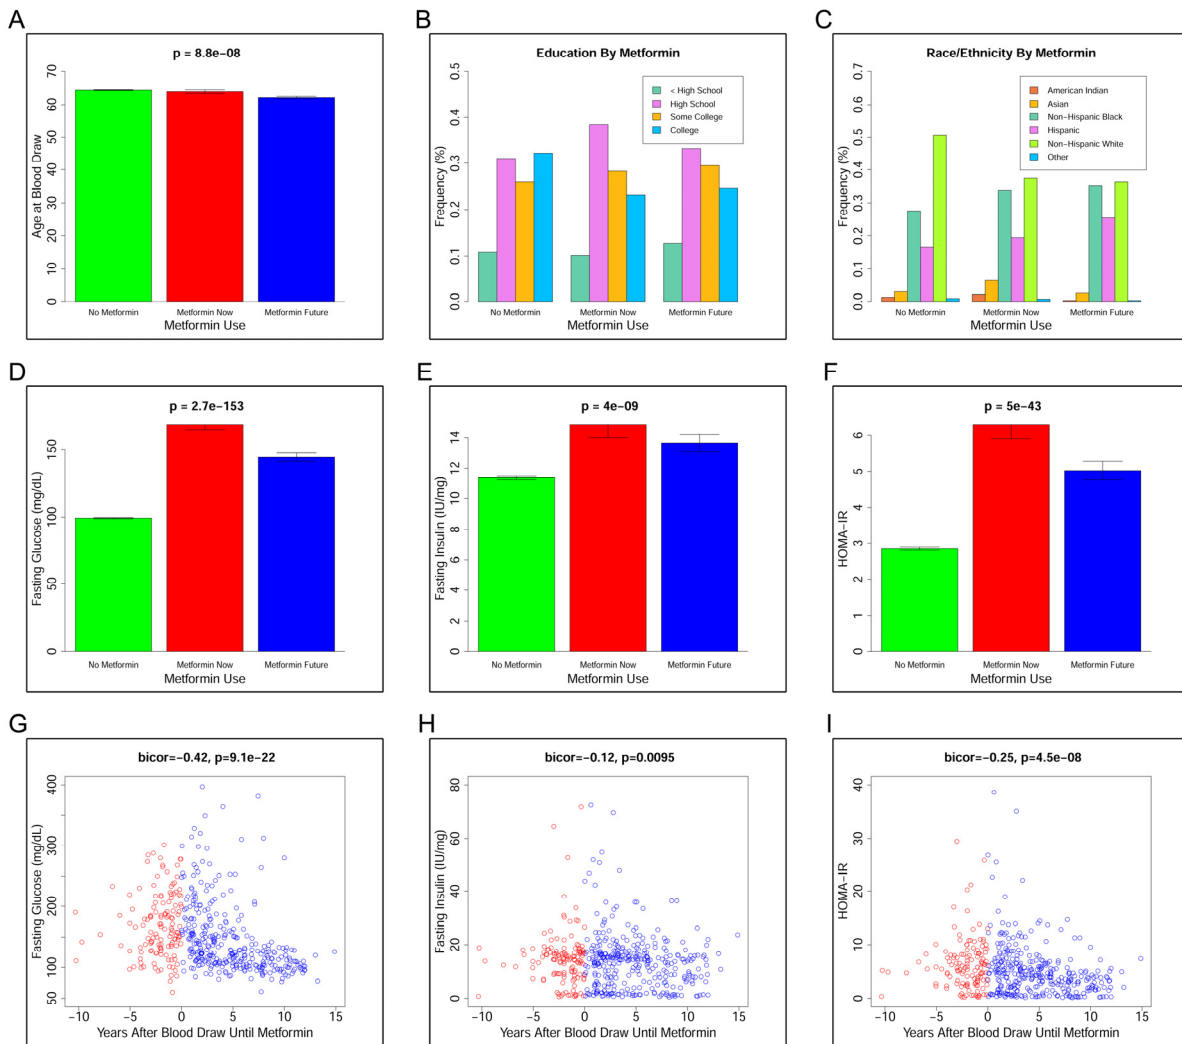 A
p = 8.8e−08
Age at Blood Draw
0 10 20 30 40 50 60 70
No Metformin Metformin Now Metformin Future
Metformin Use
B
Education By Metformin
< High School
High School
Some College
College
Frequency (%)
0.0 0.1 0.2 0.3 0.4 0.5
No Metformin Metformin Now Metformin Future
Metformin Use
C
Race/Ethnicity By Metformin
American Indian
Asian
Non−Hispanic Black
Hispanic
Non−Hispanic White
Other
Frequency (%)
0.0 0.1 0.2 0.3 0.4 0.5 0.6 0.7
No Metformin Metformin Now Metformin Future
Metformin Use
D
p = 2.7e−153
Fasting Glucose (mg/dL)
0 50 100 150
No Metformin Metformin Now Metformin Future
Metformin Use
E
p = 4e−09
Fasting Insulin (IU/mg)
0 2 4 6 8 10 12 14
No Metformin Metformin Now Metformin Future
Metformin Use
F
p = 5e−43
HOMA−IR
0 1 2 3 4 5 6
No Metformin Metformin Now Metformin Future
Metformin Use
G
bicor=−0.42, p=9.1e−22
Fasting Glucose (mg/dL)
50 100 200 300 400
−10 −5 0 5 10 15
Years After Blood Draw Until Metformin
H
bicor=−0.12, p=0.0095
Fasting Insulin (IU/mg)
0 20 40 60 80
−10 −5 0 5 10 15
Years After Blood Draw Until Metformin
I
bicor=−0.25, p=4.5e−08
HOMA−IR
0 10 20 30 40
−10 −5 0 5 10 15
Years After Blood Draw Until Metformin